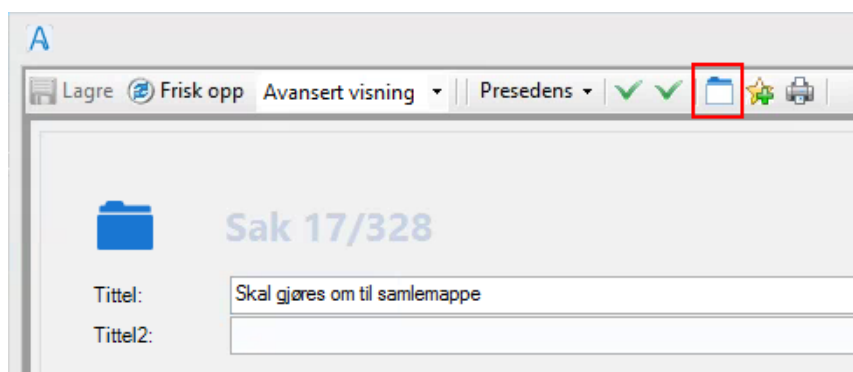 A
Lagre Frisk opp Avansert visning Presedens
Sak 17/328
Tittel: Skal gjøres om til samlemappe
Tittel2: